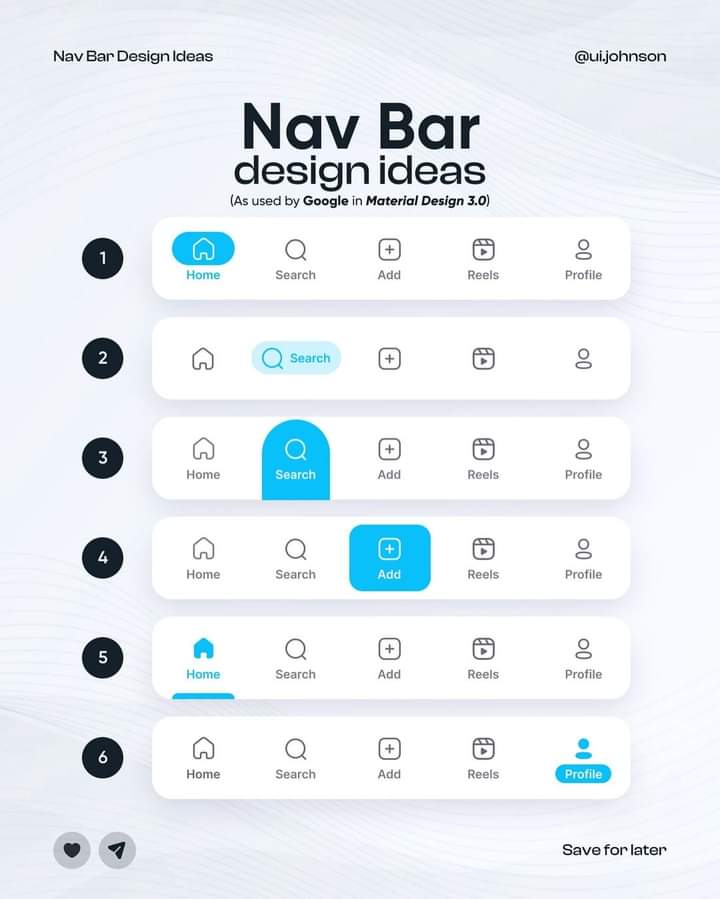 Nav Bar Design Ideas
@ui.johnson
Nav Bar
design ideas
(As used by Google in Material Design 3.0)
1
Home Search Add Reels Profile
2
Search
3
Home Search Add Reels Profile
4
Home Search Add Reels Profile
5
Home Search Add Reels Profile
6
Home Search Add Reels Profile
Save for later